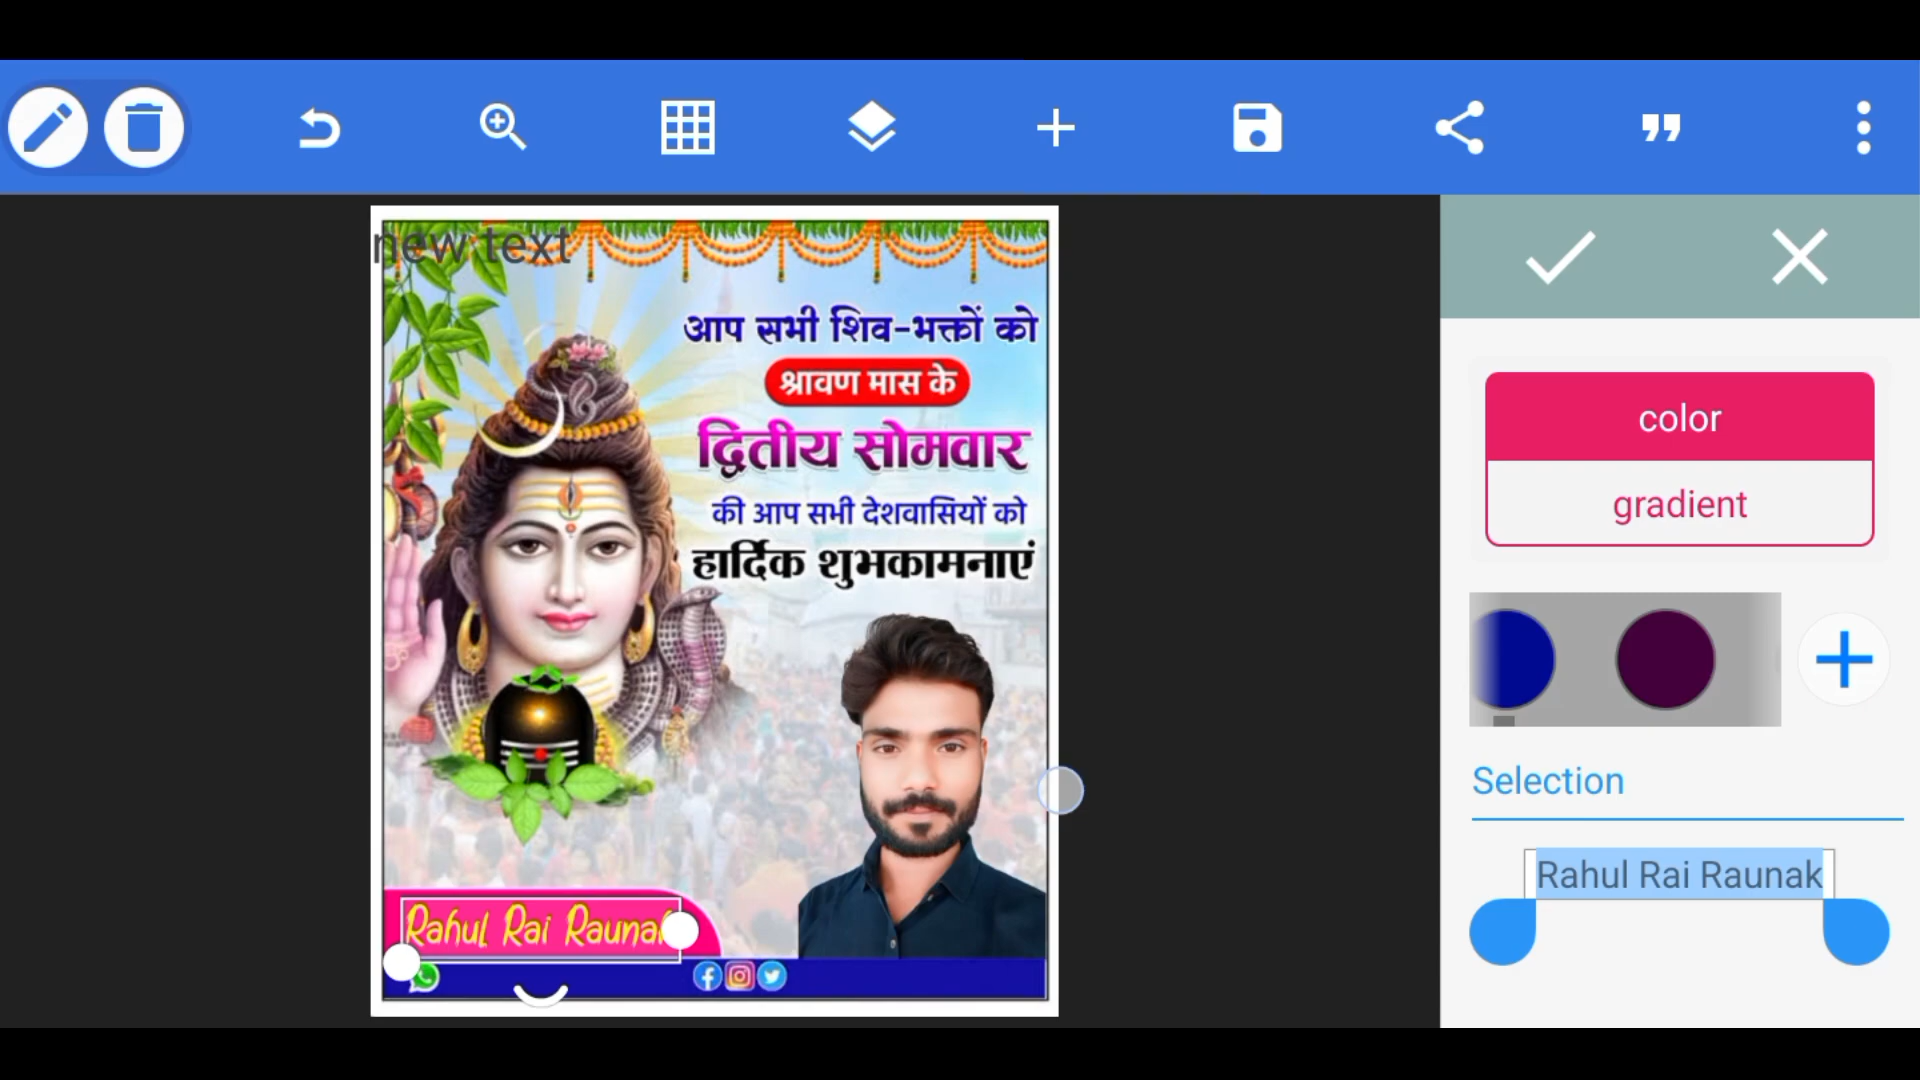 new text
आप सभी शिव-भक्तों को
श्रावण मास के
द्वितीय सोमवार
की आप सभी देशवासियों को
हार्दिक शुभकामनाएं
Rahul Rai Raunak
color
gradient
Selection
Rahul Rai Raunak